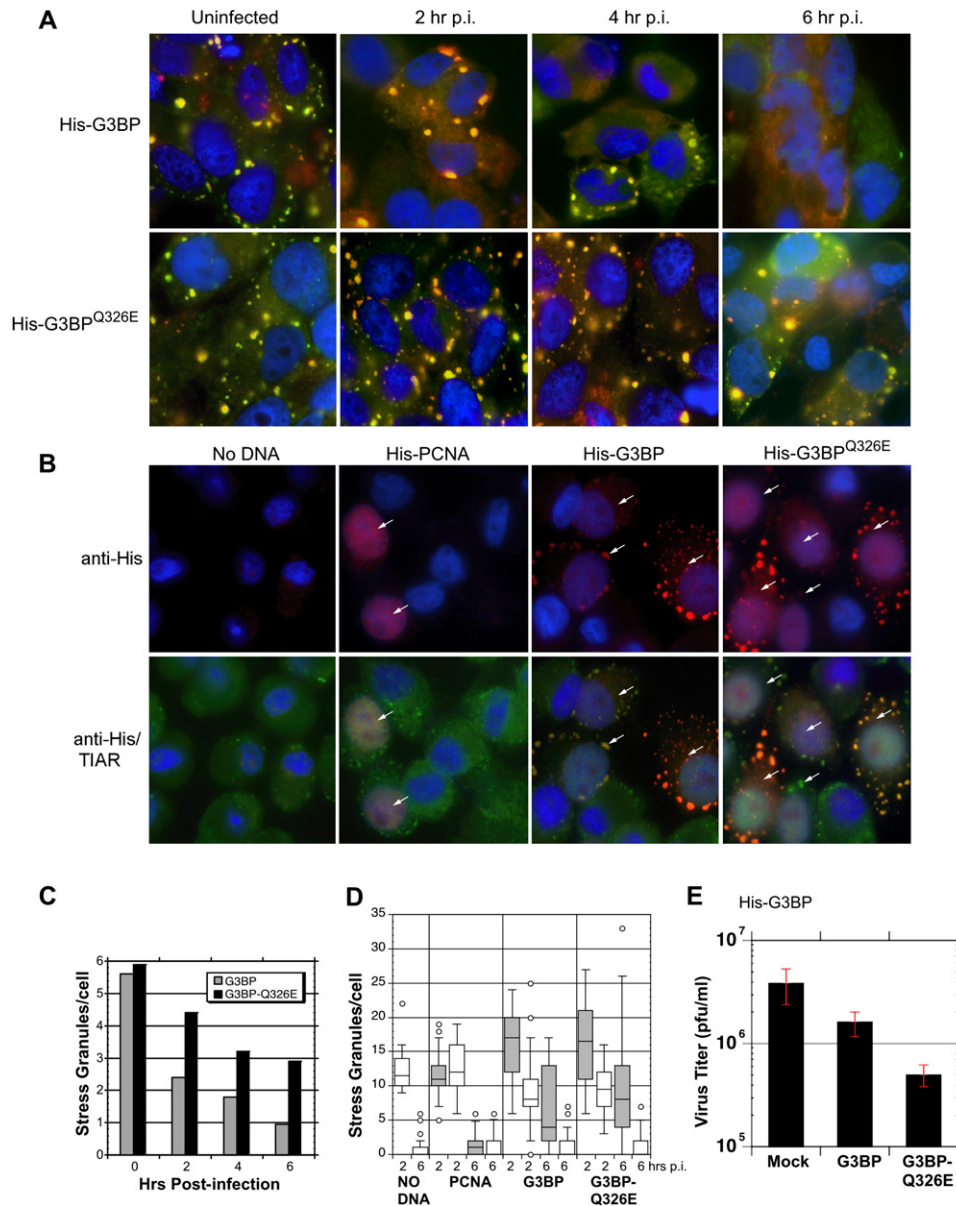 A
Uninfected 2 hr p.i. 4 hr p.i. 6 hr p.i.
His-G3BP
His-G3BP^Q326E
B
No DNA His-PCNA His-G3BP His-G3BP^Q326E
anti-His
anti-His/
TIAR
C
Stress Granules/cell
6
5
4
3
2
1
0 2 4 6
Hrs Post-infection
G3BP
G3BP-Q326E
D
Stress Granules/cell
35
30
25
20
15
10
5
0
2 6 2 2 6 6 2 2 6 6 2 2 6 6 hrs p.i.
NO PCNA G3BP G3BP-
DNA Q326E
E
His-G3BP
Virus Titer (pfu/ml)
10^7
10^6
10^5
Mock G3BP G3BP-
Q326E